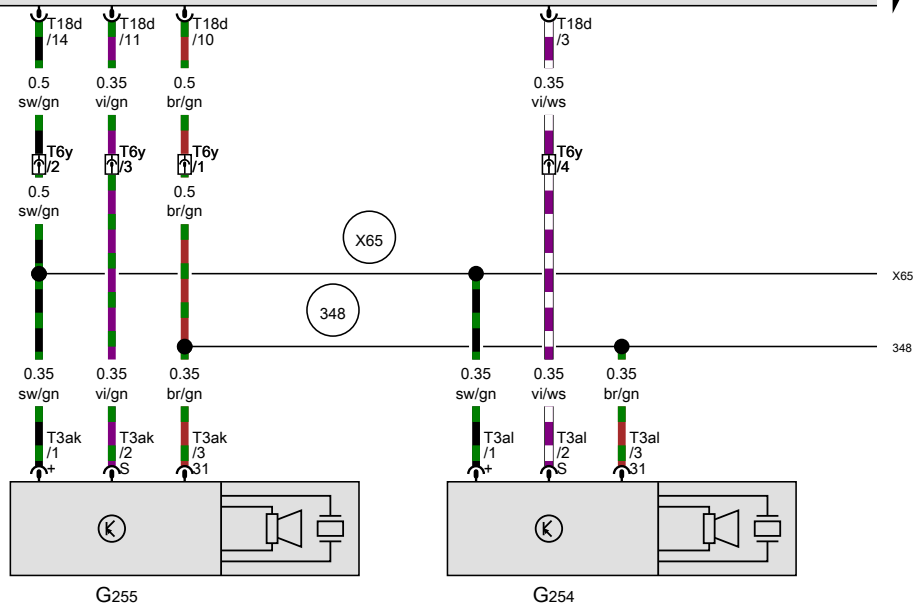 T18d T18d T18d T18d
/14 /11 /10 /3
0.5 0.35 0.5 0.35
sw/gn vi/gn br/gn vi/ws
T6y T6y T6y T6y
/2 /3 /1 /4
0.5 0.5
sw/gn br/gn
X65
X65
348
348
0.35 0.35 0.35 0.35 0.35 0.35
sw/gn vi/gn br/gn sw/gn vi/ws br/gn
T3ak T3ak T3ak T3al T3al T3al
/1 /2 /3 /1 /2 /3
+ S 31 + S 31
G255 G254